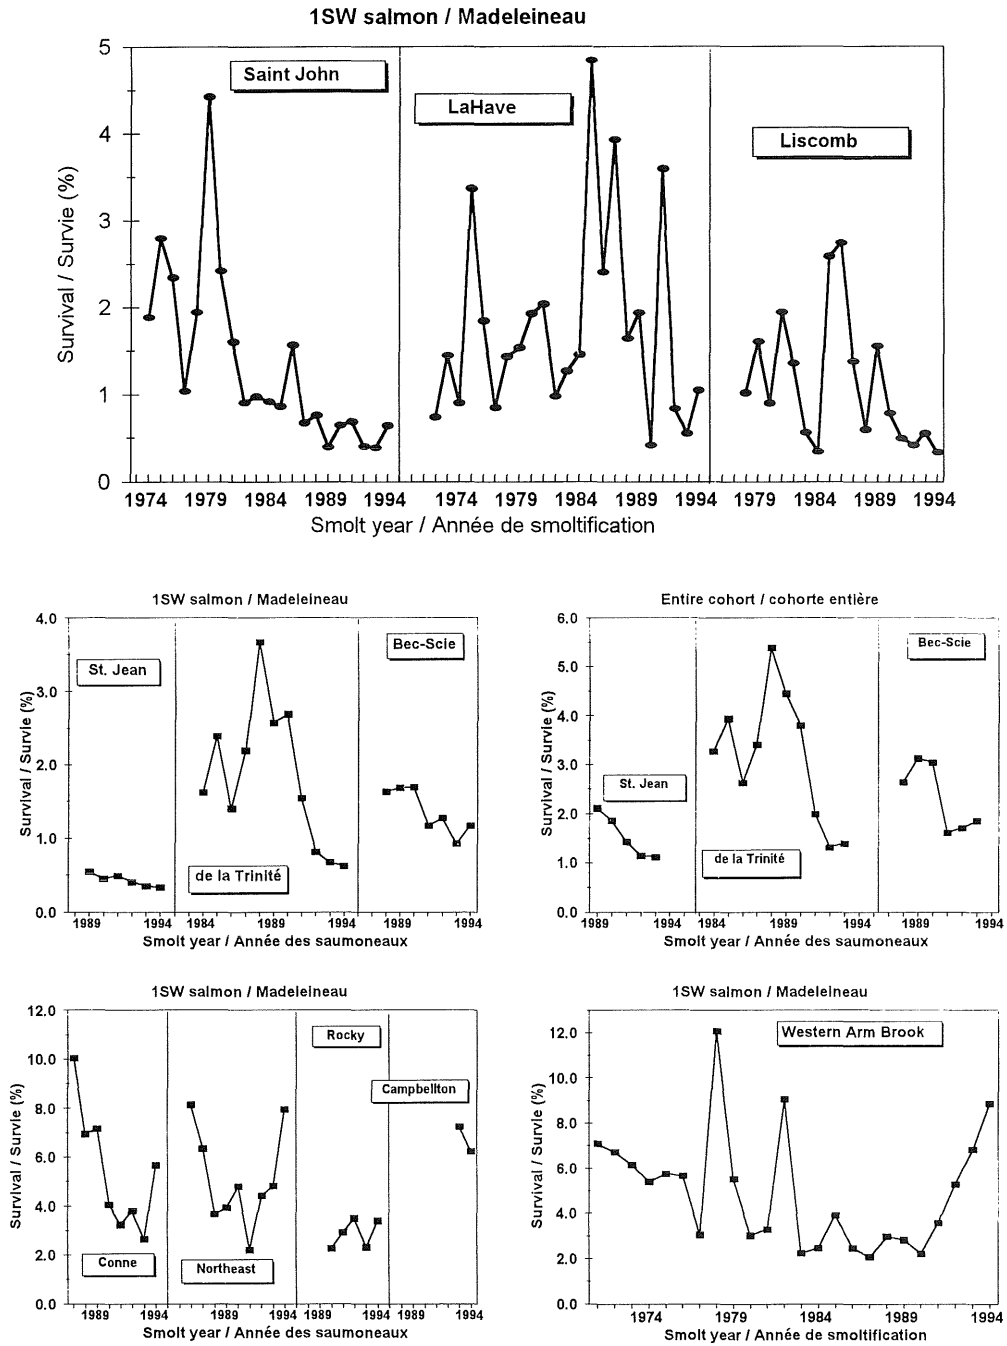 1SW salmon / Madeleineau
5
4
3
2
1
0
Survival / Survie (%)
Saint John
LaHave
Liscomb
1974 1979 1984 1989 1994 1974 1979 1984 1989 1994 1979 1984 1989 1994
Smolt year / Année de smoltification
1SW salmon / Madeleineau
4.0
3.0
2.0
1.0
0.0
Survival / Survie (%)
St. Jean
de la Trinité
Bec-Scie
1989 1994 1984 1989 1994 1989 1994
Smolt year / Année des saumoneaux
Entire cohort / cohorte entière
6.0
5.0
4.0
3.0
2.0
1.0
0.0
Survival / Survie (%)
St. Jean
de la Trinité
Bec-Scie
1989 1994 1984 1989 1994 1989 1994
Smolt year / Année des saumoneaux
1SW salmon / Madeleineau
12.0
10.0
8.0
6.0
4.0
2.0
0.0
Survival / Survie (%)
Conne
Northeast
Rocky
Campbellton
1989 1994 1989 1994 1989 1994 1989 1994
Smolt year / Année des saumoneaux
1SW salmon / Madeleineau
12.0
10.0
8.0
6.0
4.0
2.0
0.0
Survival / Survie (%)
Western Arm Brook
1974 1979 1984 1989 1994
Smolt year / Année de smoltification